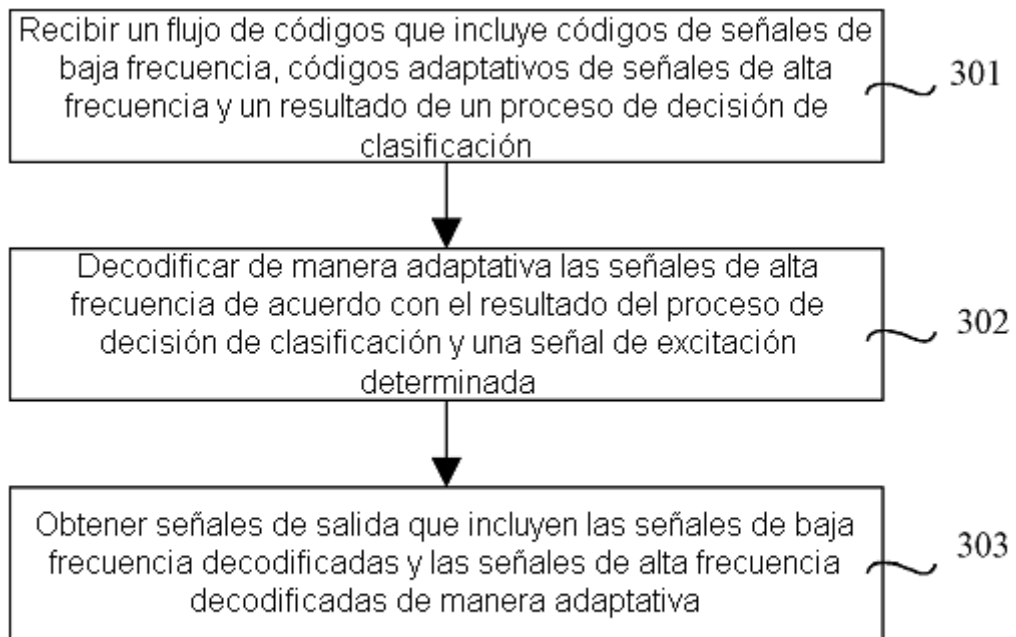 Recibir un flujo de códigos que incluye códigos de señales de
baja frecuencia, códigos adaptativos de señales de alta
frecuencia y un resultado de un proceso de decisión de
clasificación
301
Decodificar de manera adaptativa las señales de alta
frecuencia de acuerdo con el resultado del proceso de
decisión de clasificación y una señal de excitación
determinada
302
Obtener señales de salida que incluyen las señales de baja
frecuencia decodificadas y las señales de alta frecuencia
decodificadas de manera adaptativa
303